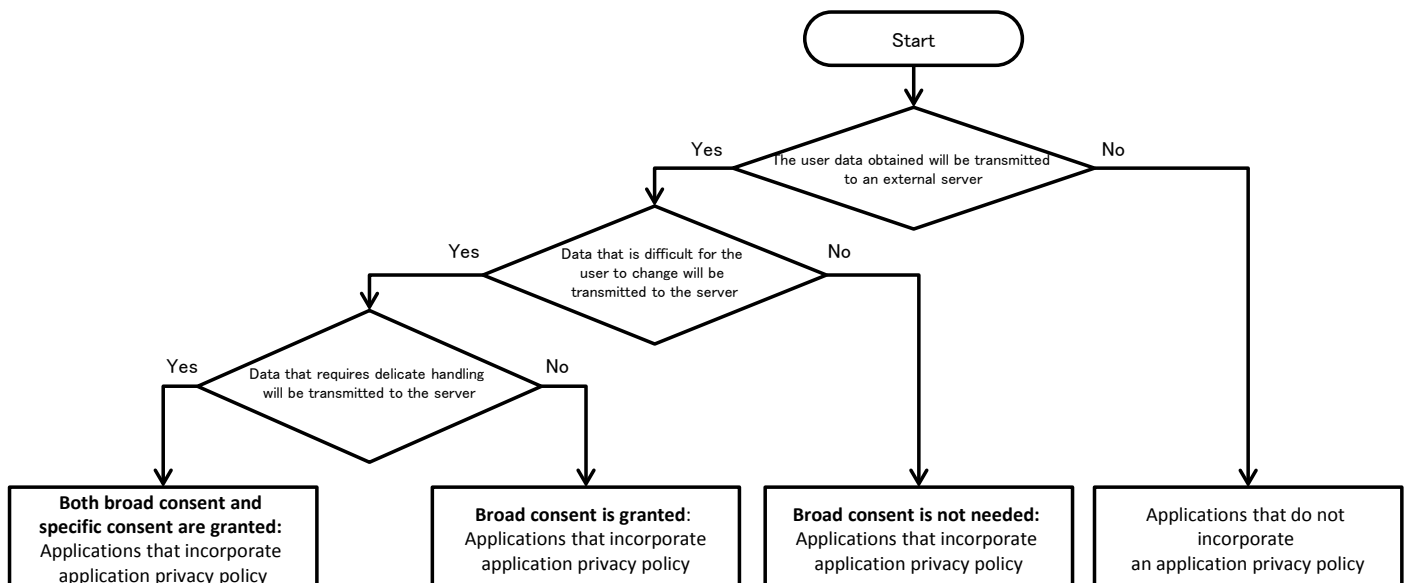 Start
Yes
No
The user data obtained will be transmitted
to an external server
Yes
No
Data that is difficult for the
user to change will be
transmitted to the server
Yes
No
Data that requires delicate handling
will be transmitted to the server
Both broad consent and
specific consent are granted:
Applications that incorporate
application privacy policy
Broad consent is granted:
Applications that incorporate
application privacy policy
Broad consent is not needed:
Applications that incorporate
application privacy policy
Applications that do not
incorporate
an application privacy policy